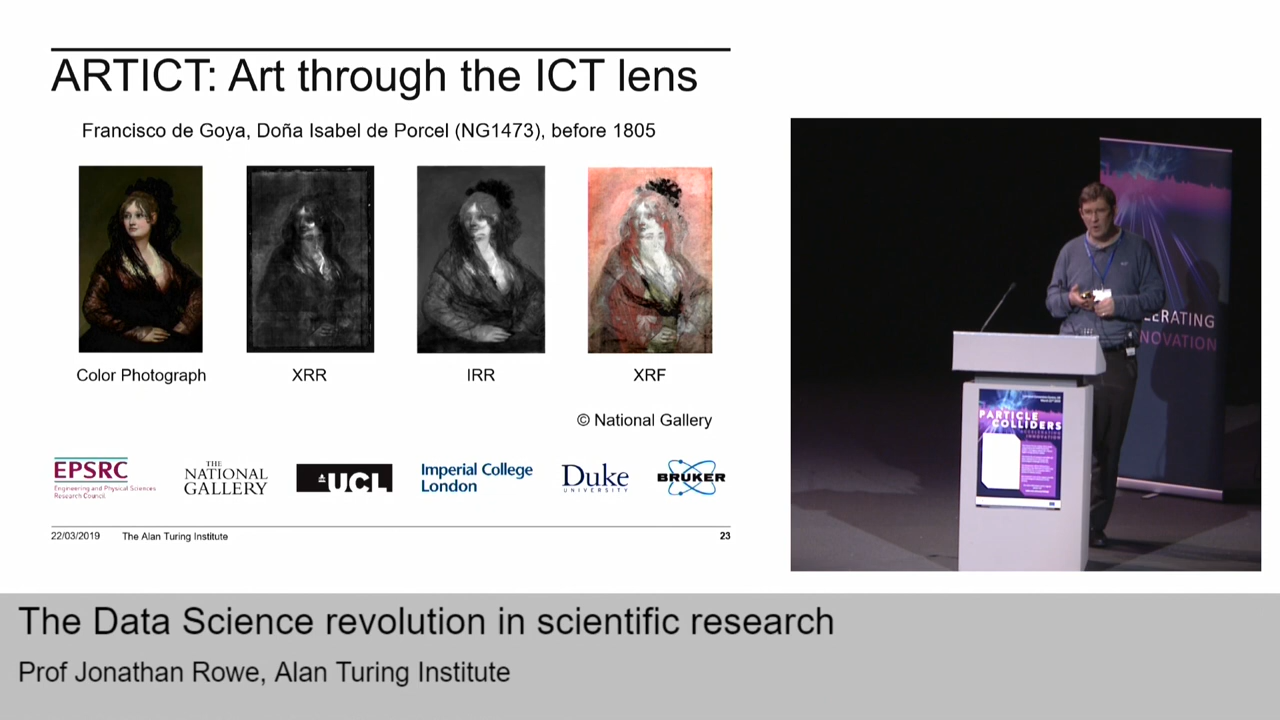 ARTICT: Art through the ICT lens
Francisco de Goya, Doña Isabel de Porcel (NG1473), before 1805
Color Photograph
XRR
IRR
XRF
© National Gallery
EPSRC
Engineering and Physical Sciences
Research Council
THE
NATIONAL
GALLERY
UCL
Imperial College
London
Duke
UNIVERSITY
BRUKER
22/03/2019
The Alan Turing Institute
23
ERATING
NOVATION
PARTICLE
COLLIDERS
The Data Science revolution in scientific research
Prof Jonathan Rowe, Alan Turing Institute